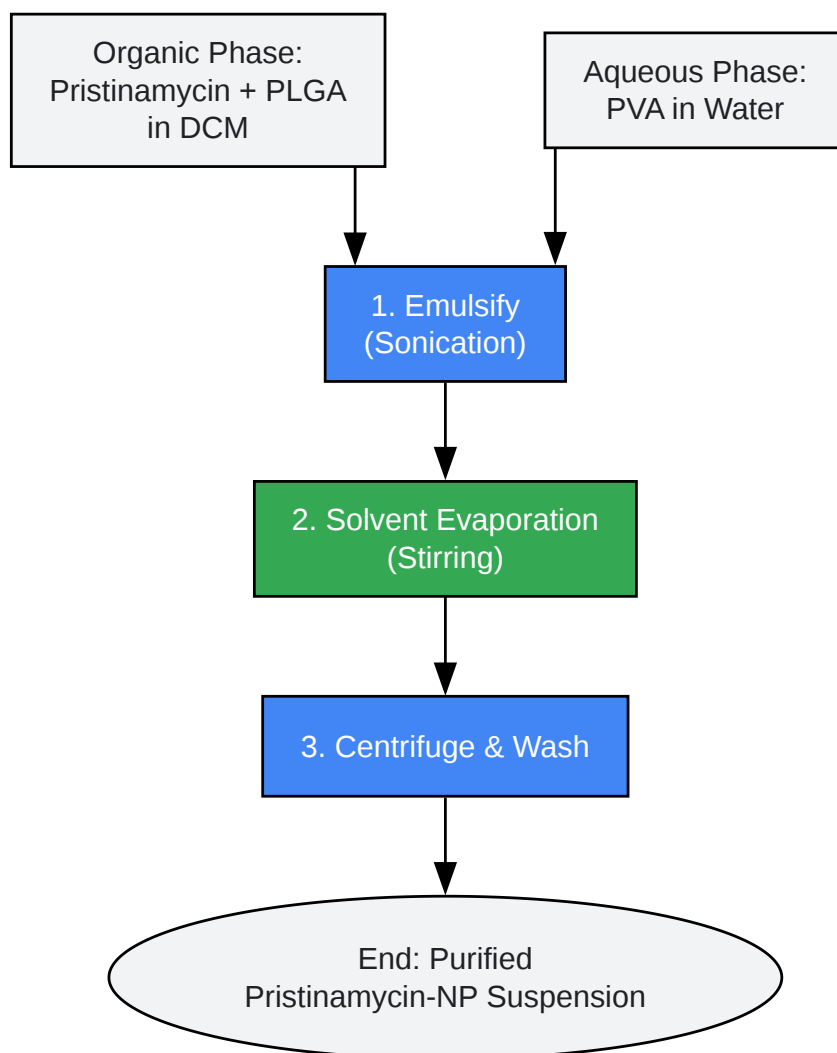 Organic Phase:
Pristinamycin + PLGA
in DCM
Aqueous Phase:
PVA in Water
1. Emulsify
(Sonication)
2. Solvent Evaporation
(Stirring)
3. Centrifuge & Wash
End: Purified
Pristinamycin-NP Suspension